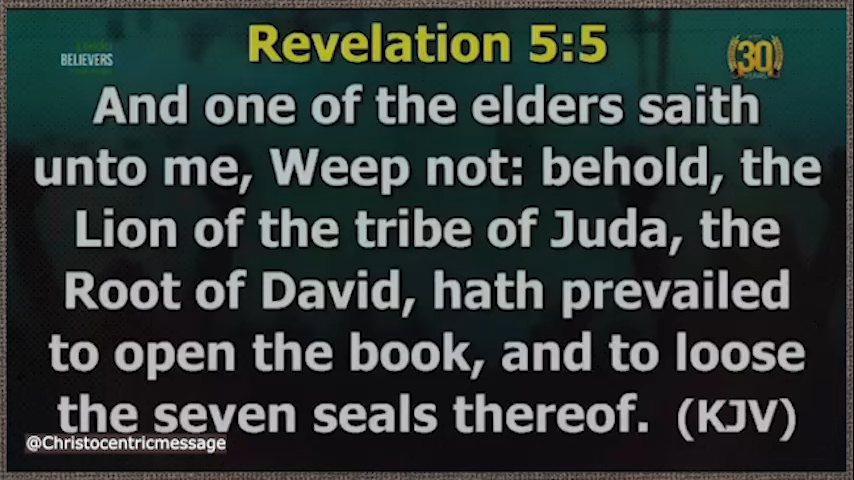 Revelation 5:5
BELIEVERS
30
And one of the elders saith
unto me, Weep not: behold, the
Lion of the tribe of Juda, the
Root of David, hath prevailed
to open the book, and to loose
the seven seals thereof. (KJV)
@Christocentricmessage